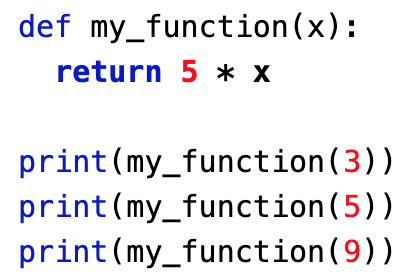 def my_function(x):
  return 5 * x

print(my_function(3))
print(my_function(5))
print(my_function(9))